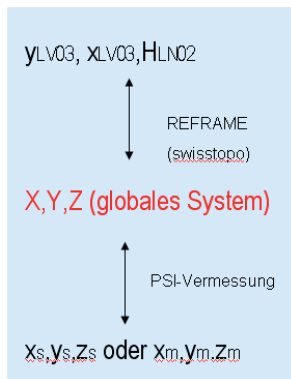 yLV03, xLV03,HLN02
REFRAME
(swisstopo)
X,Y,Z (globales System)
PSI-Vermessung
xs,ys,zs oder xm,ym.zm